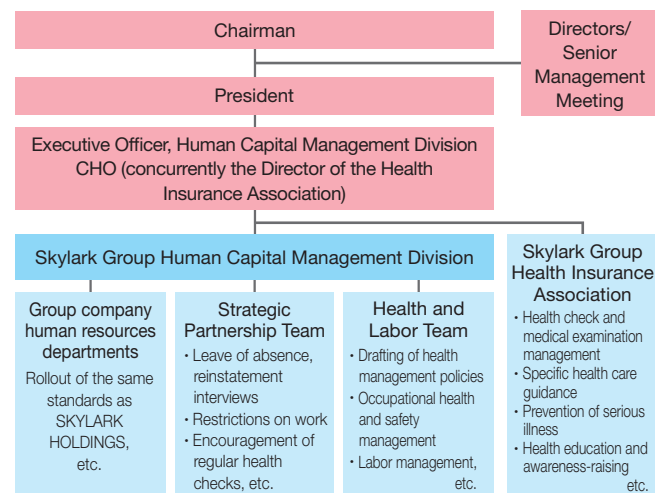 Chairman
Directors/
Senior
Management
Meeting
President
Executive Officer, Human Capital Management Division
CHO (concurrently the Director of the Health
Insurance Association)
Skylark Group Human Capital Management Division
Group company
human resources
departments
Rollout of the same
standards as
SKYLARK
HOLDINGS,
etc.
Strategic
Partnership Team
・Leave of absence,
reinstatement
interviews
・Restrictions on work
・Encouragement of
regular health
checks, etc.
Health and
Labor Team
・Drafting of health
management policies
・Occupational health
and safety
management
・Labor management,
etc.
Skylark Group
Health Insurance
Association
・Health check and
medical examination
management
・Specific health care
guidance
・Prevention of serious
illness
・Health education and
awareness-raising
etc.